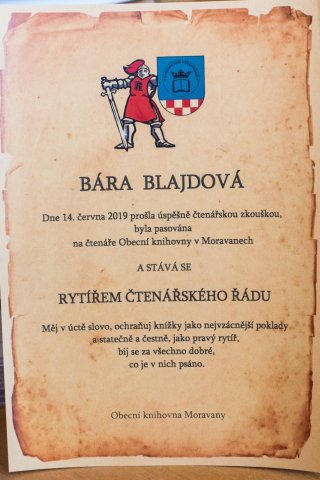 BÁRA BLAJDOVÁ
Dne 14. června 2019 prošla úspěšně čtenářskou zkouškou,
byla pasována
na čtenáře Obecní knihovny v Moravanech
A STÁVÁ SE
RYTÍŘEM ČTENÁŘSKÉHO ŘÁDU
Měj v úctě slovo, ochraňuj knížky jako nejvzácnější poklady
a statečně a čestně, jako pravý rytíř,
bij se za všechno dobré,
co je v nich psáno.
Obecní knihovna Moravany